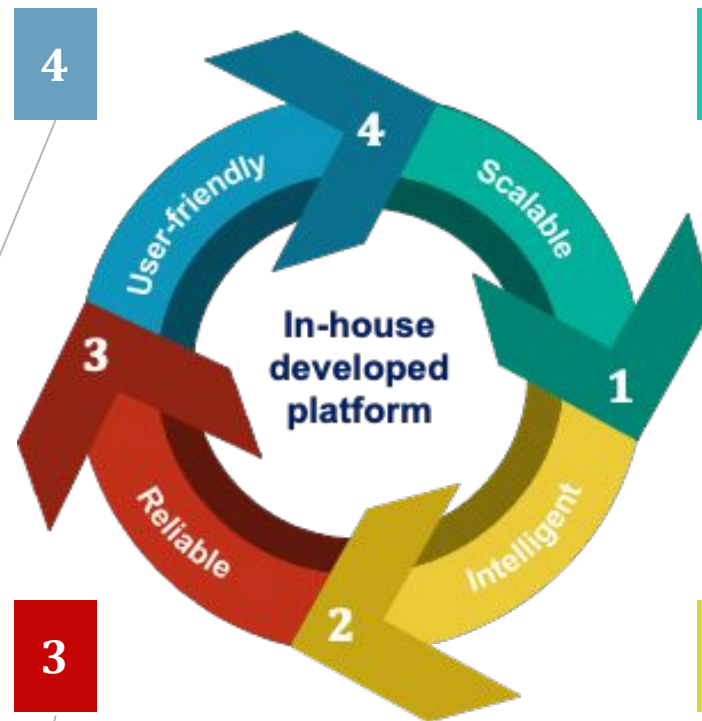 4
4
Scalable
User-friendly
In-house
developed
platform
3
1
Reliable
Intelligent
2
3